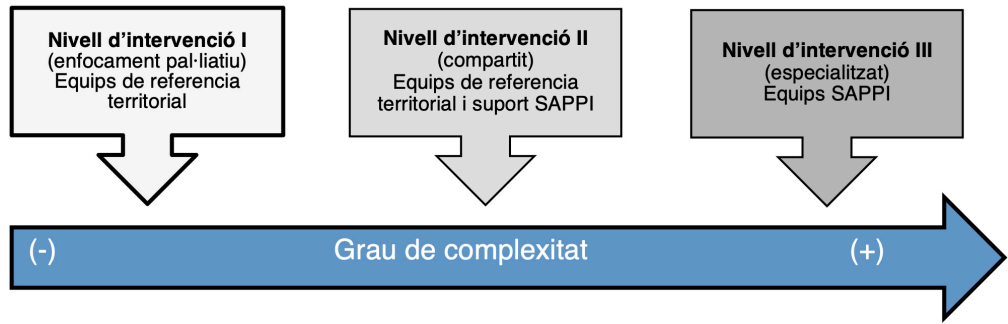 Nivell d’intervenció I
(enfocament pal·liatiu)
Equips de referencia
territorial
Nivell d’intervenció II
(compartit)
Equips de referencia
territorial i suport SAPPI
Nivell d’intervenció III
(especialitzat)
Equips SAPPI
(-) Grau de complexitat (+)